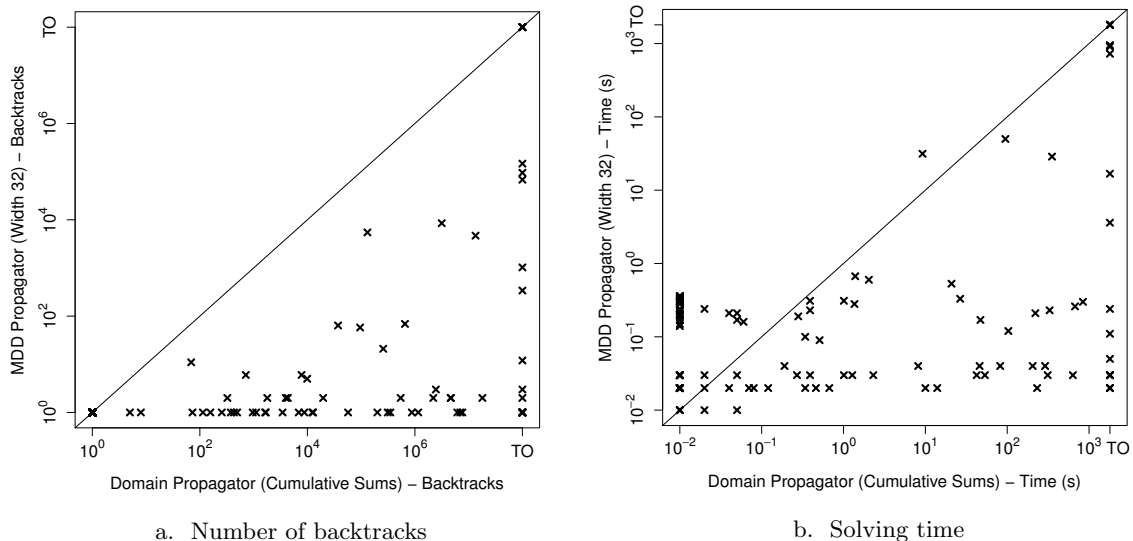 TO
10^6
10^4
10^2
10^0
MDD Propagator (Width 32) − Backtracks
10^0 10^2 10^4 10^6 TO
Domain Propagator (Cumulative Sums) − Backtracks
a. Number of backtracks
10^3 TO
10^2
10^1
10^0
10^−1
10^−2
MDD Propagator (Width 32) − Time (s)
10^−2 10^−1 10^0 10^1 10^2 10^3 TO
Domain Propagator (Cumulative Sums) − Time (s)
b. Solving time